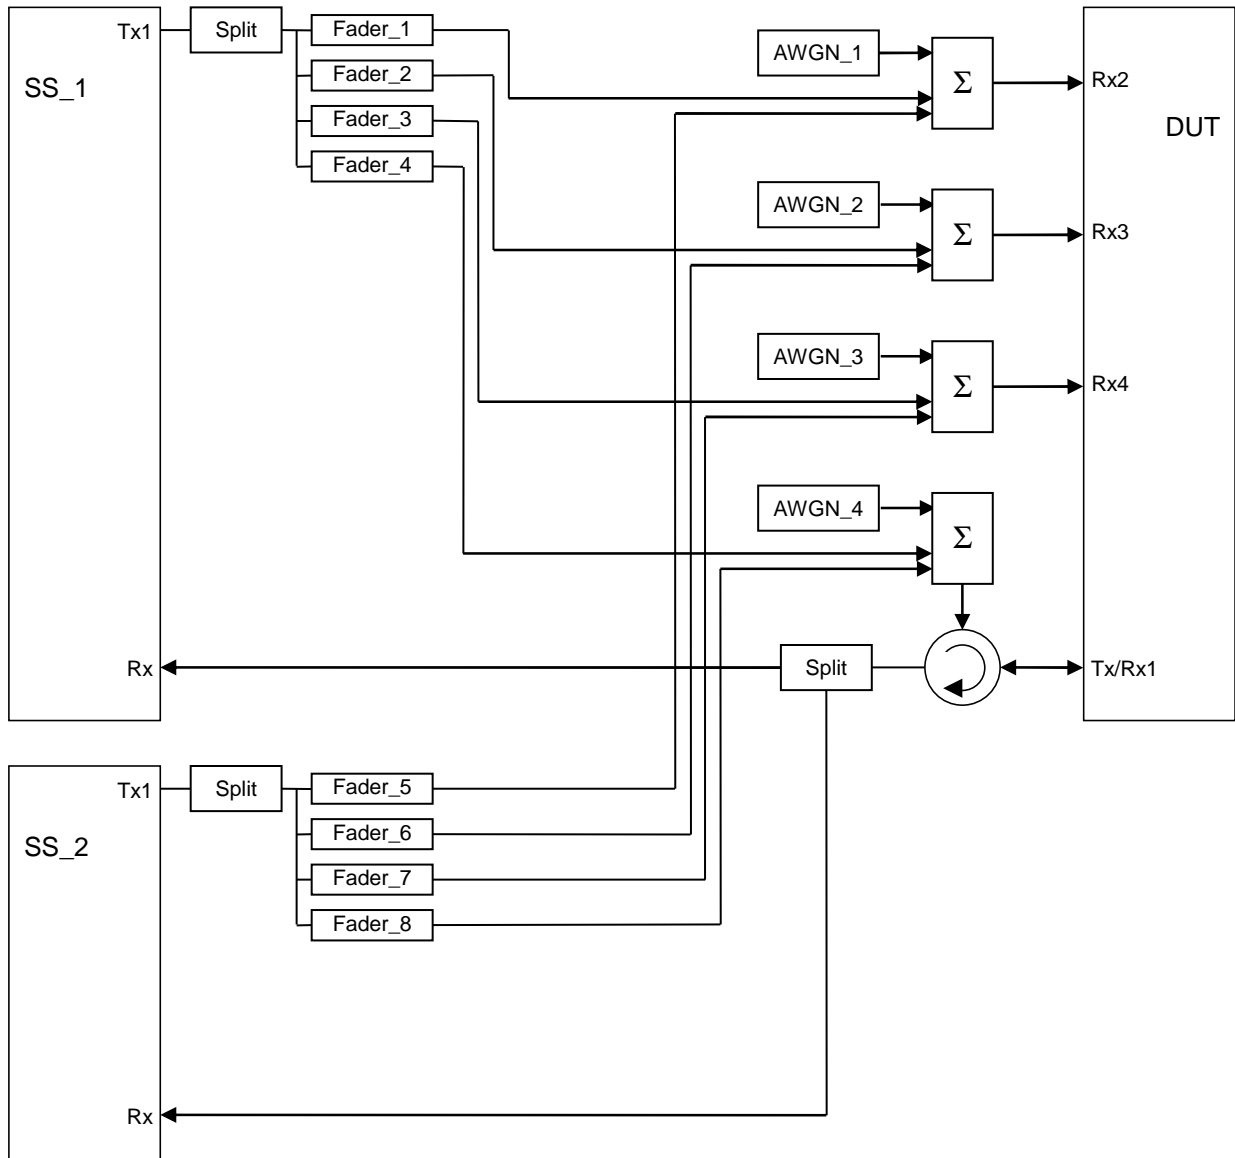 Tx1
Split
Fader_1
Fader_2
Fader_3
Fader_4
SS_1
AWGN_1
Σ
Rx2
DUT
AWGN_2
Σ
Rx3
AWGN_3
Σ
Rx4
AWGN_4
Σ
Rx
Split
Tx/Rx1
Tx1
Split
Fader_5
Fader_6
Fader_7
Fader_8
SS_2
Rx